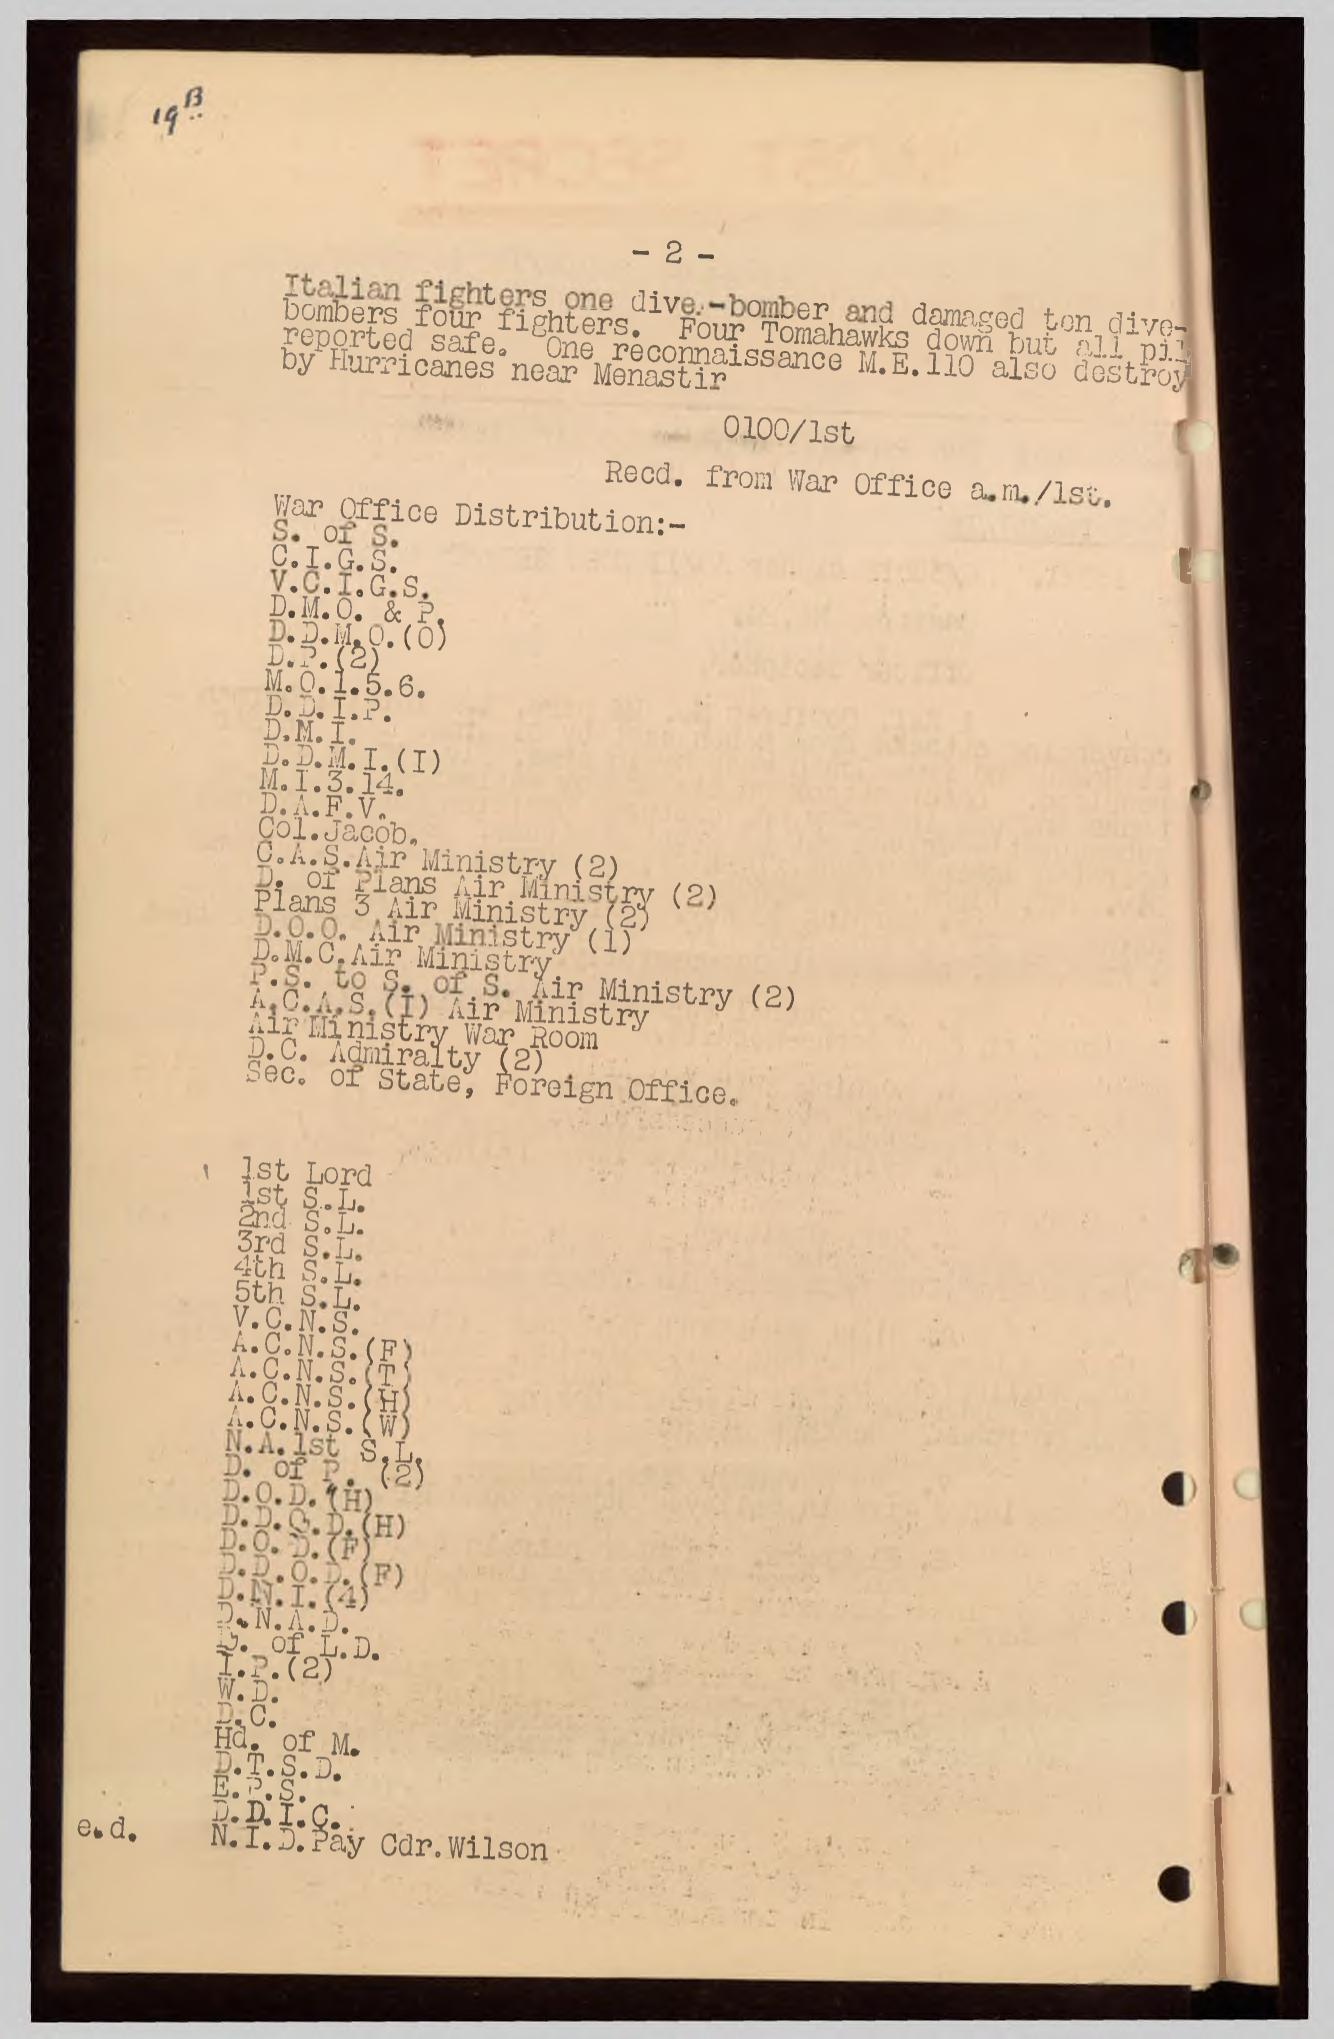 19 B
- 2 -
Italian fighters one dive.-bomber and damaged ten dive-
bombers four fighters. Four Tomahawks down but all pil
reported safe. One reconnaissance M.E.110 also destroy
by Hurricanes near Menastir
0100/1st
Recd. from War Office a.m./1st.
War Office Distribution:-
S. of S.
C.I.G.S.
V.C.I.G.S.
D.M.O. & P.
D.D.M.O.(O)
D.P.(2)
M.O.1.5.6.
D.D.I.P.
D.M.I.
D.D.M.I.(I)
M.I.3.14.
D.A.F.V.
Col.Jacob.
C.A.S.Air Ministry (2)
D. of Plans Air Ministry (2)
Plans 3 Air Ministry (2)
D.O.O. Air Ministry (1)
D.M.C.Air Ministry
P.S. to S. of S. Air Ministry (2)
A.C.A.S.(I) Air Ministry
Air Ministry War Room
D.C. Admiralty (2)
Sec. of State, Foreign Office.
1st Lord
1st S.L.
2nd S.L.
3rd S.L.
4th S.L.
5th S.L.
V.C.N.S.
A.C.N.S.(F)
A.C.N.S.(T)
A.C.N.S.(H)
A.C.N.S.(W)
N.A.1st S.L.
D. of P. (2)
D.O.D.(H)
D.D.O.D.(H)
D.O.D.(F)
D.D.O.D.(F)
D.N.I.(4)
D.N.A.D.
D. of L.D.
I.P.(2)
W.D.
D.C.
Hd. of M.
D.T.S.D.
E.P.S.
D.D.I.C.
e.d. N.I.D.Pay Cdr.Wilson